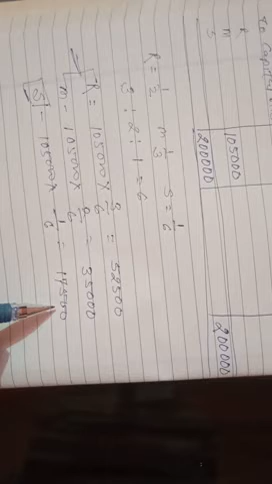 To Capital
R
M 105000
S
200000 200000
R = 1/2 M 1/3 S = 1/6
3 : 2 : 1 = 6
R = 105000 X 3/6 = 52500
M - 105000 X 2/6 = 35000
S - 105000 X 1/6 = 17500